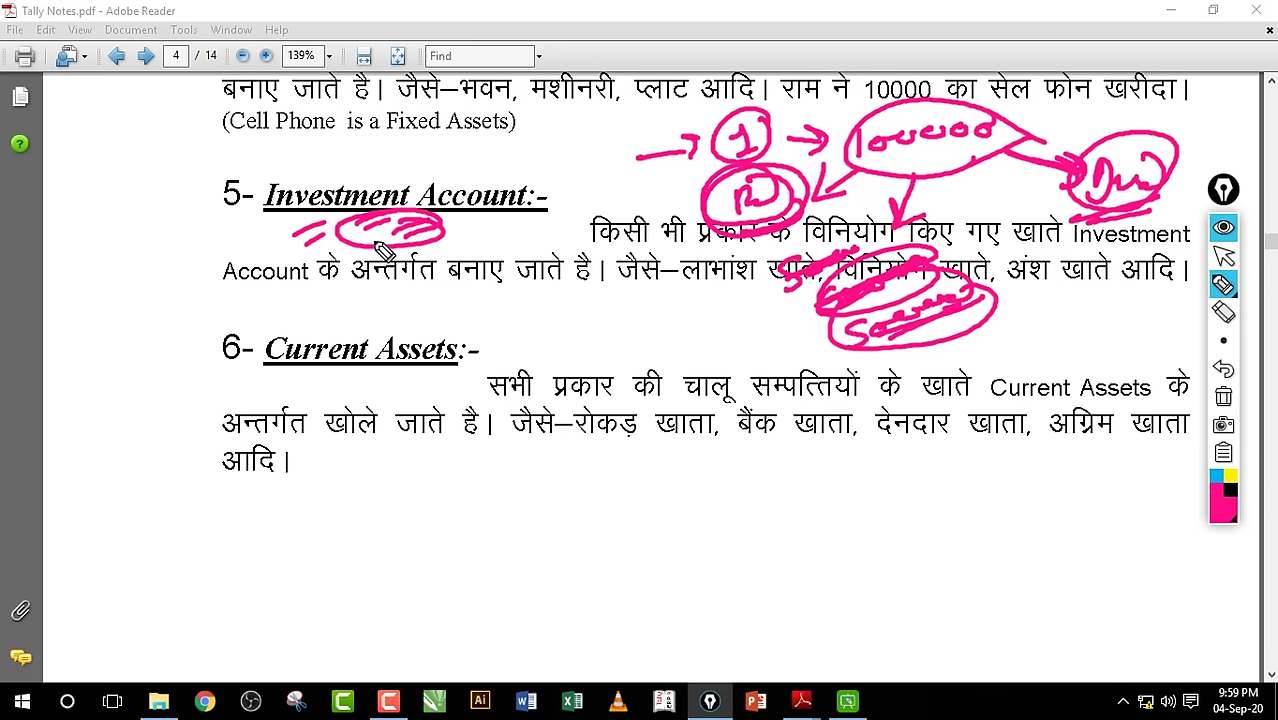 Tally Notes.pdf - Adobe Reader
File Edit View Document Tools Window Help
4 / 14 139% Find
बनाए जाते है। जैसे–भवन, मशीनरी, प्लाट आदि। राम ने 10000 का सेल फोन खरीदा।
(Cell Phone is a Fixed Assets)
1 100000
5- Investment Account:-
किसी भी प्रकार के विनियोग किए गए खाते Investment
Account के अन्तर्गत बनाए जाते है। जैसे–लाभांश खाते, विनियोग खाते, अंश खाते आदि।
6- Current Assets:-
सभी प्रकार की चालू सम्पत्तियों के खाते Current Assets के
अन्तर्गत खोले जाते है। जैसे–रोकड़ खाता, बैंक खाता, देनदार खाता, अग्रिम खाता
आदि।
9:59 PM
04-Sep-20